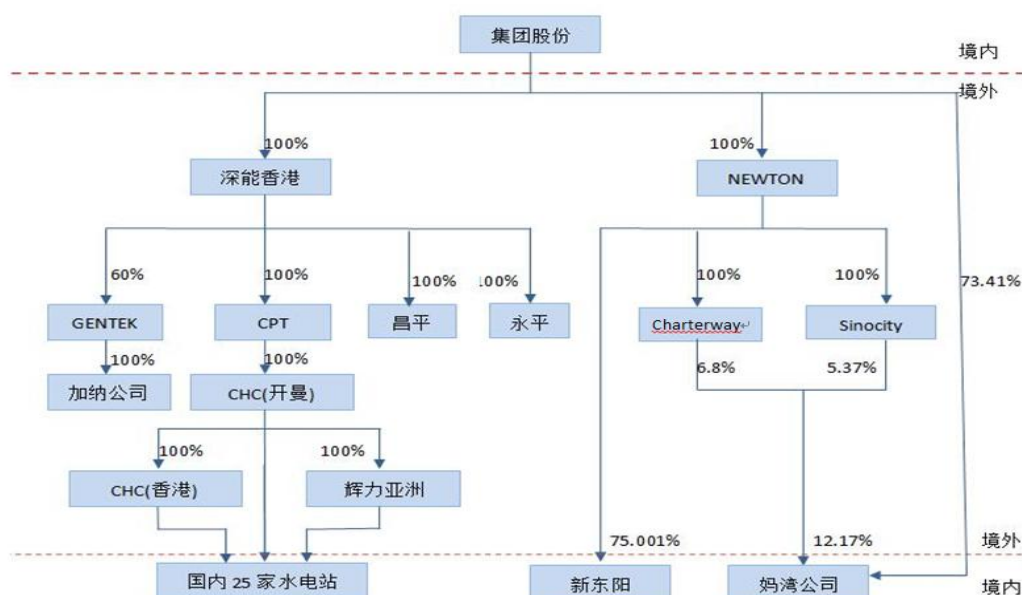 集团股份
境内
境外
100%
100%
深能香港
NEWTON
60%
100%
100%
100%
100%
100%
73.41%
GENTEK
CPT
昌平
永平
Charterway
Sinocity
100%
100%
6.8%
5.37%
加纳公司
CHC(开曼)
100%
100%
CHC(香港)
辉力亚洲
75.001%
12.17%
境外
国内 25 家水电站
新东阳
妈湾公司
境内